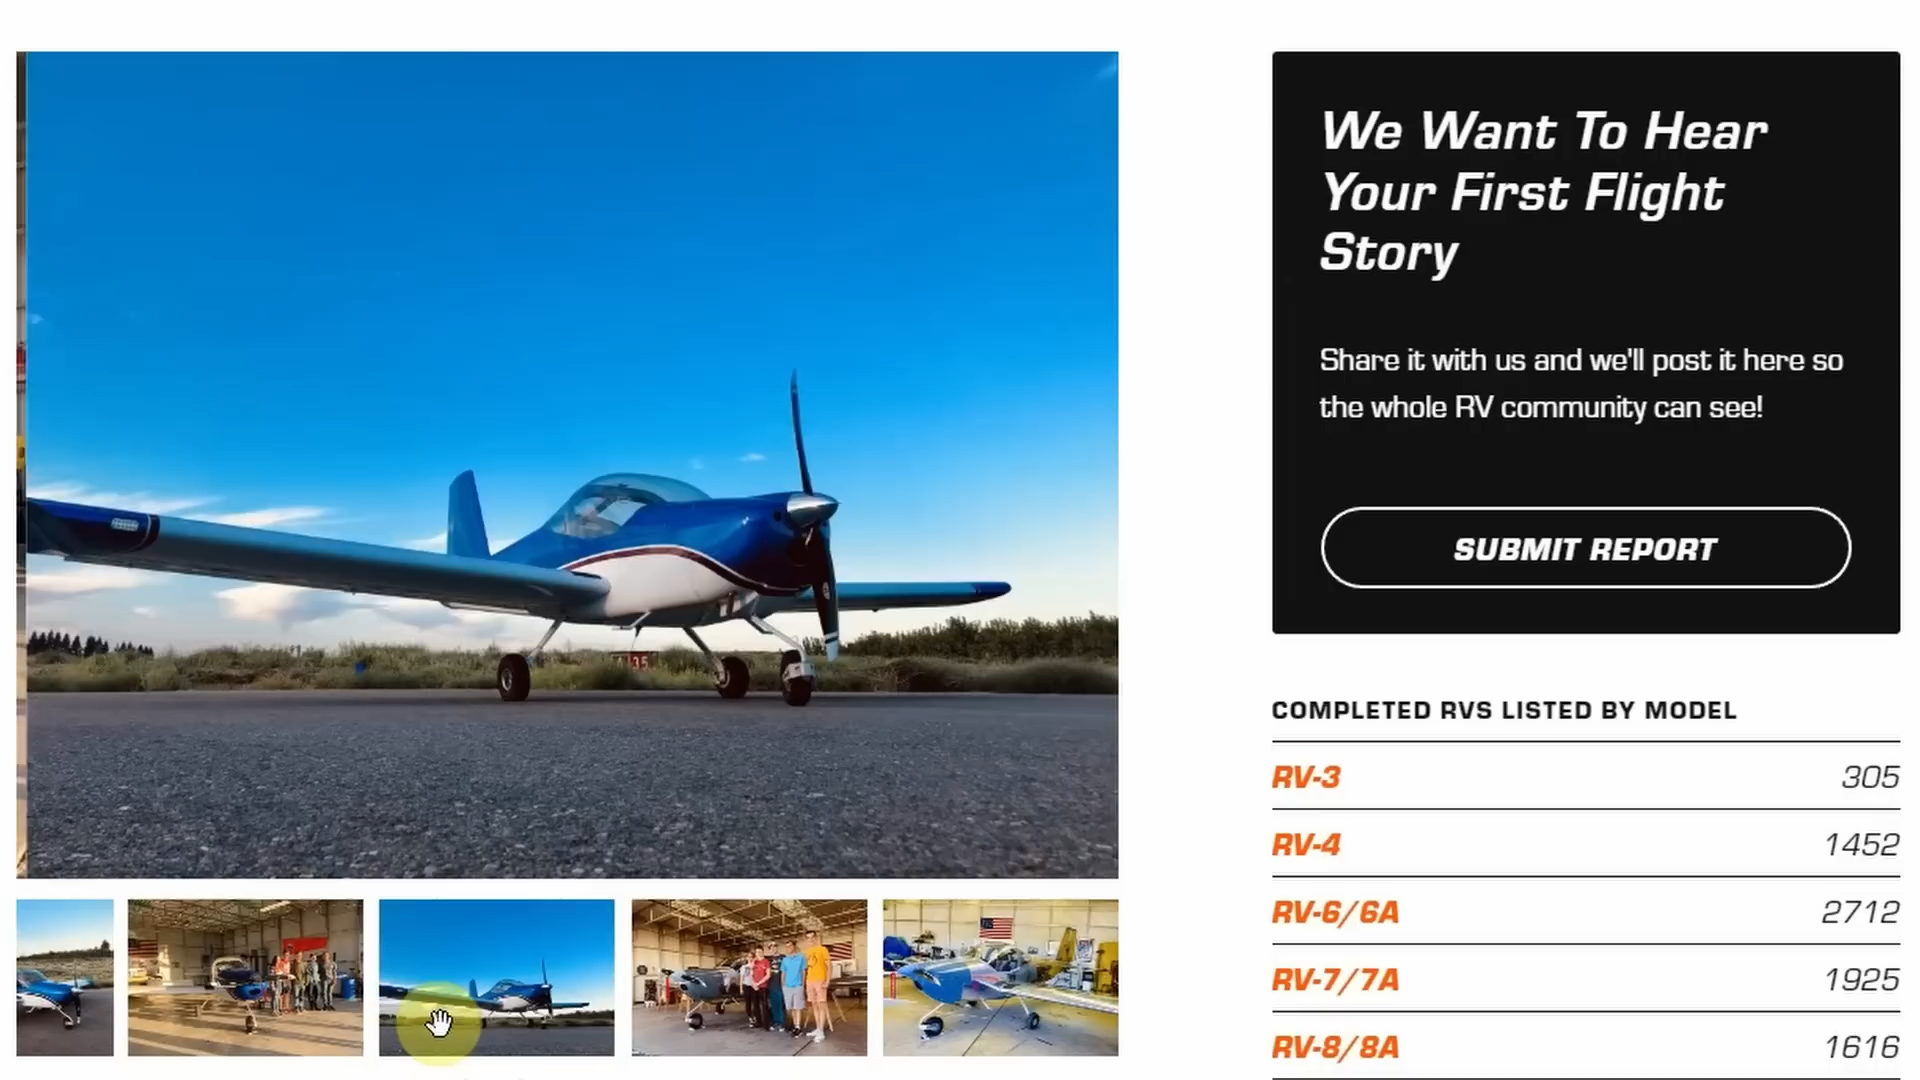 We Want To Hear
Your First Flight
Story
Share it with us and we'll post it here so
the whole RV community can see!
SUBMIT REPORT
COMPLETED RVS LISTED BY MODEL
RV-3 305
RV-4 1452
RV-6/6A 2712
RV-7/7A 1925
RV-8/8A 1616
35